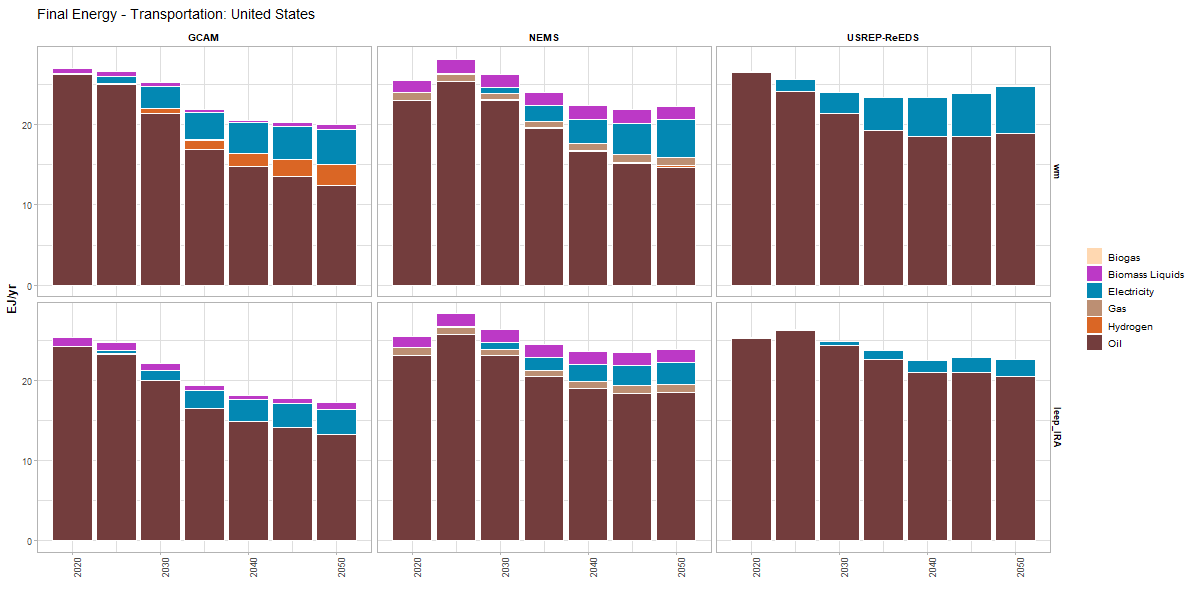 Final Energy - Transportation: United States
GCAM
NEMS
USREP-ReEDS
EJ/yr
20
10
0
wm
20
10
0
leep_IRA
2020
2030
2040
2050
2020
2030
2040
2050
2020
2030
2040
2050
Biogas
Biomass Liquids
Electricity
Gas
Hydrogen
Oil